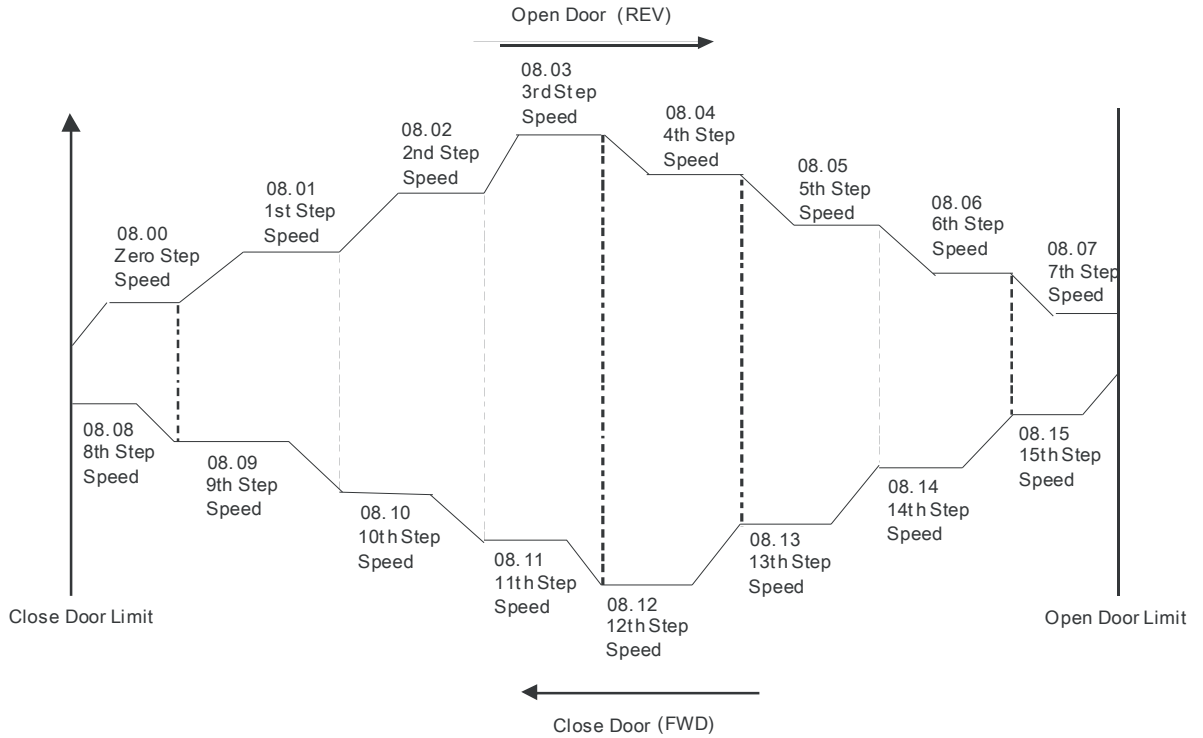 Open Door (REV)
08.03
3rd Step
Speed
08.04
4th Step
Speed
08.02
2nd Step
Speed
08.05
5th Step
Speed
08.01
1st Step
Speed
08.06
6th Step
Speed
08.00
Zero Step
Speed
08.07
7th Step
Speed
08.08
8th Step
Speed
08.09
9th Step
Speed
08.10
10th Step
Speed
08.11
11th Step
Speed
08.12
12th Step
Speed
08.13
13th Step
Speed
08.14
14th Step
Speed
08.15
15th Step
Speed
Close Door Limit
Open Door Limit
Close Door (FWD)